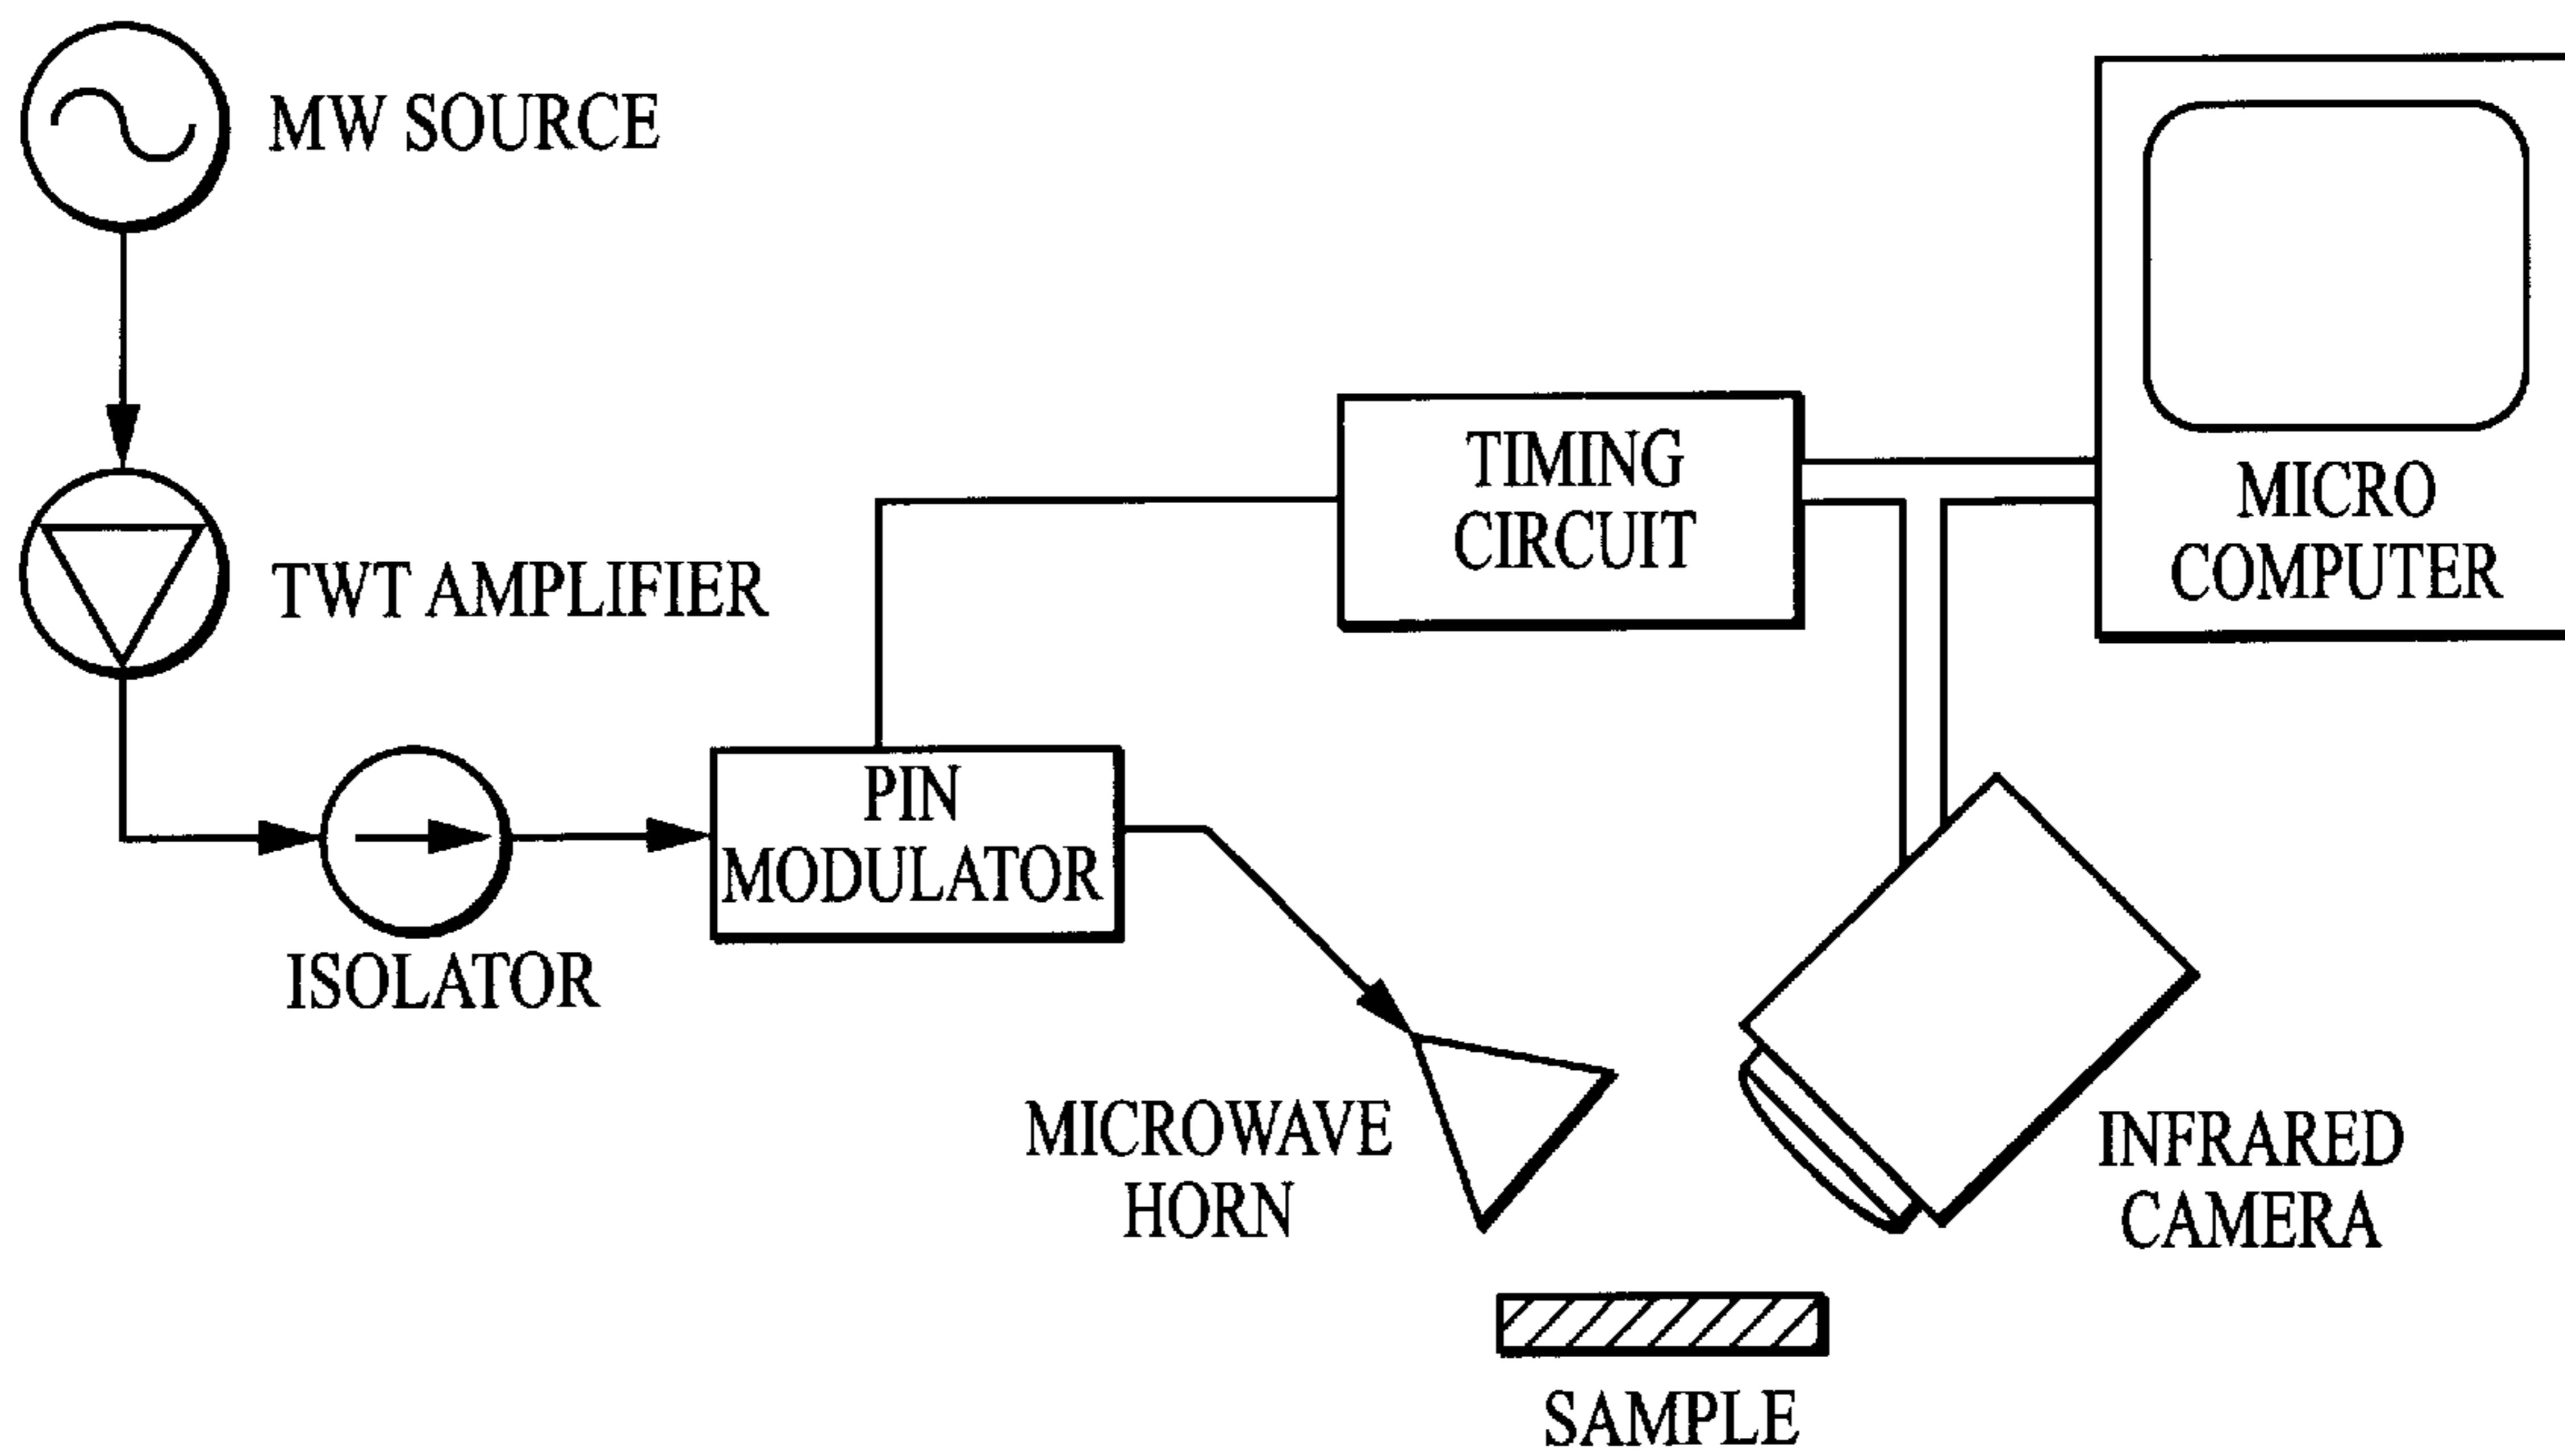 MW SOURCE
TWT AMPLIFIER
ISOLATOR
PIN
MODULATOR
TIMING
CIRCUIT
MICRO
COMPUTER
MICROWAVE
HORN
INFRARED
CAMERA
SAMPLE